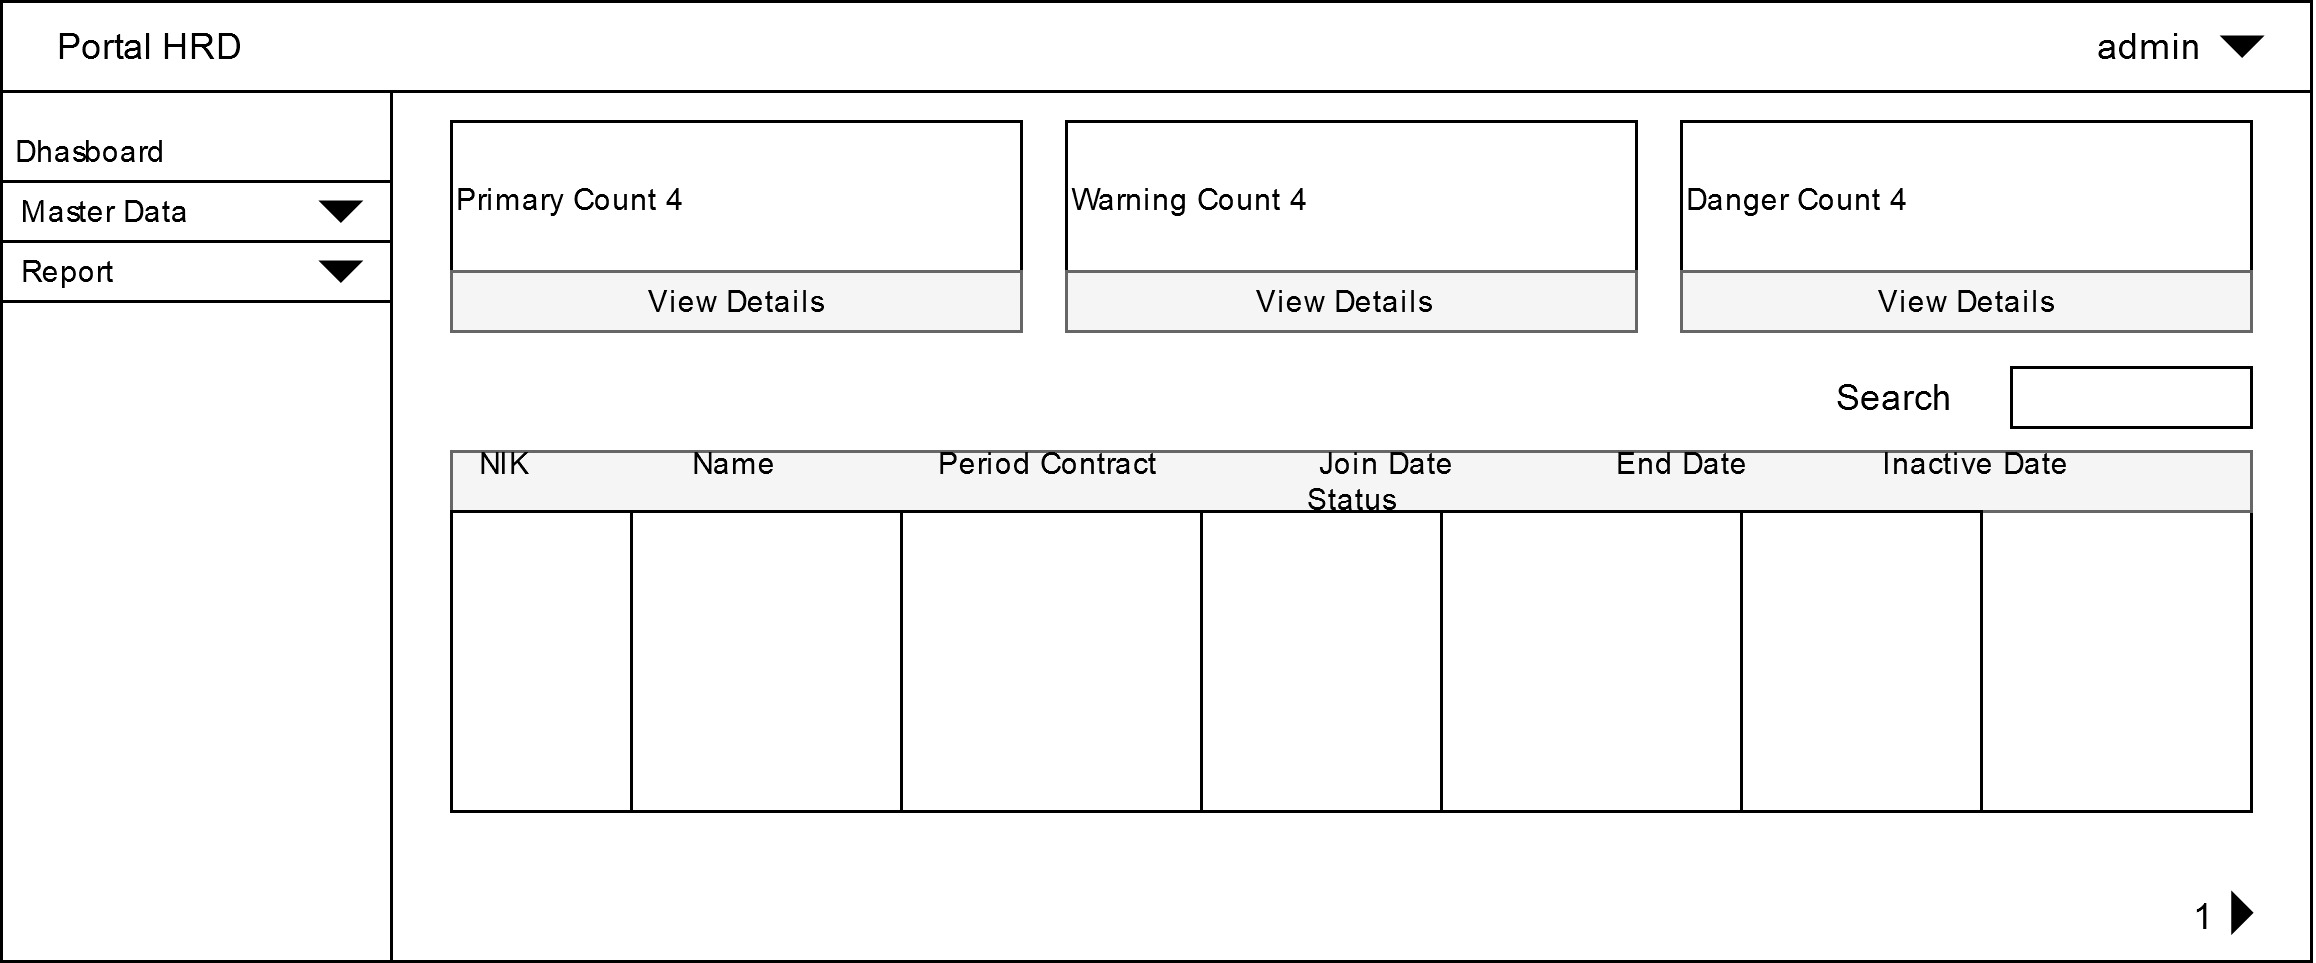 Portal HRD
admin
Dhasboard
Master Data
Report
Primary Count 4
Warning Count 4
Danger Count 4
View Details
View Details
View Details
Search
NIK Name Period Contract Join Date End Date Inactive Date
Status
1